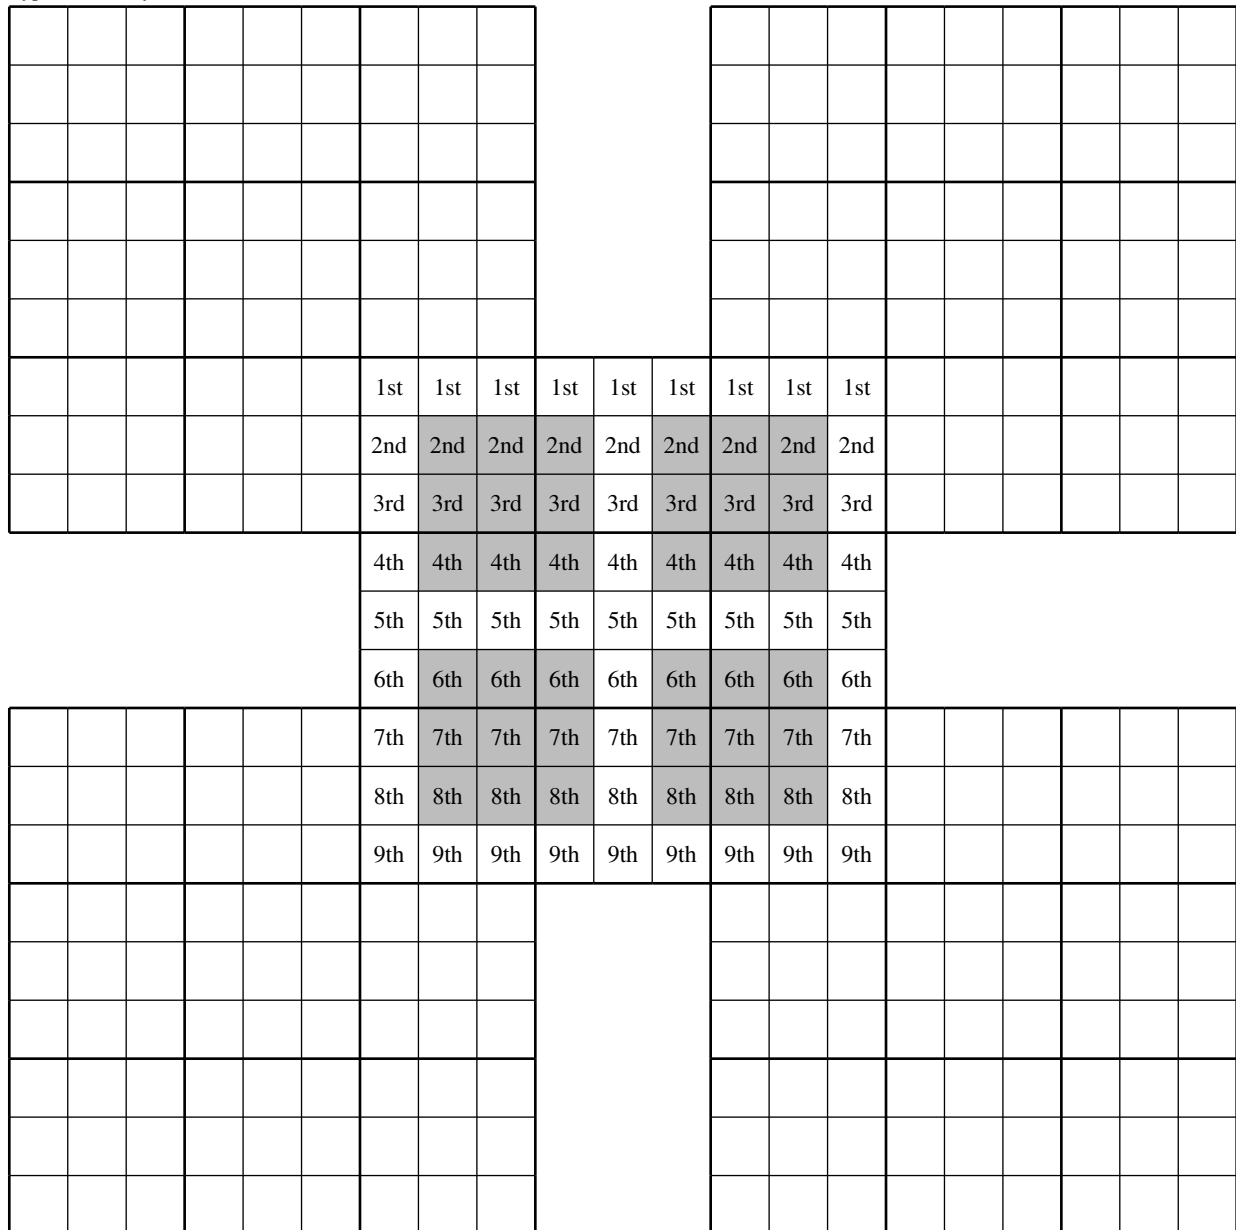 1st 1st 1st 1st 1st 1st 1st 1st 1st
2nd 2nd 2nd 2nd 2nd 2nd 2nd 2nd 2nd
3rd 3rd 3rd 3rd 3rd 3rd 3rd 3rd 3rd
4th 4th 4th 4th 4th 4th 4th 4th 4th
5th 5th 5th 5th 5th 5th 5th 5th 5th
6th 6th 6th 6th 6th 6th 6th 6th 6th
7th 7th 7th 7th 7th 7th 7th 7th 7th
8th 8th 8th 8th 8th 8th 8th 8th 8th
9th 9th 9th 9th 9th 9th 9th 9th 9th